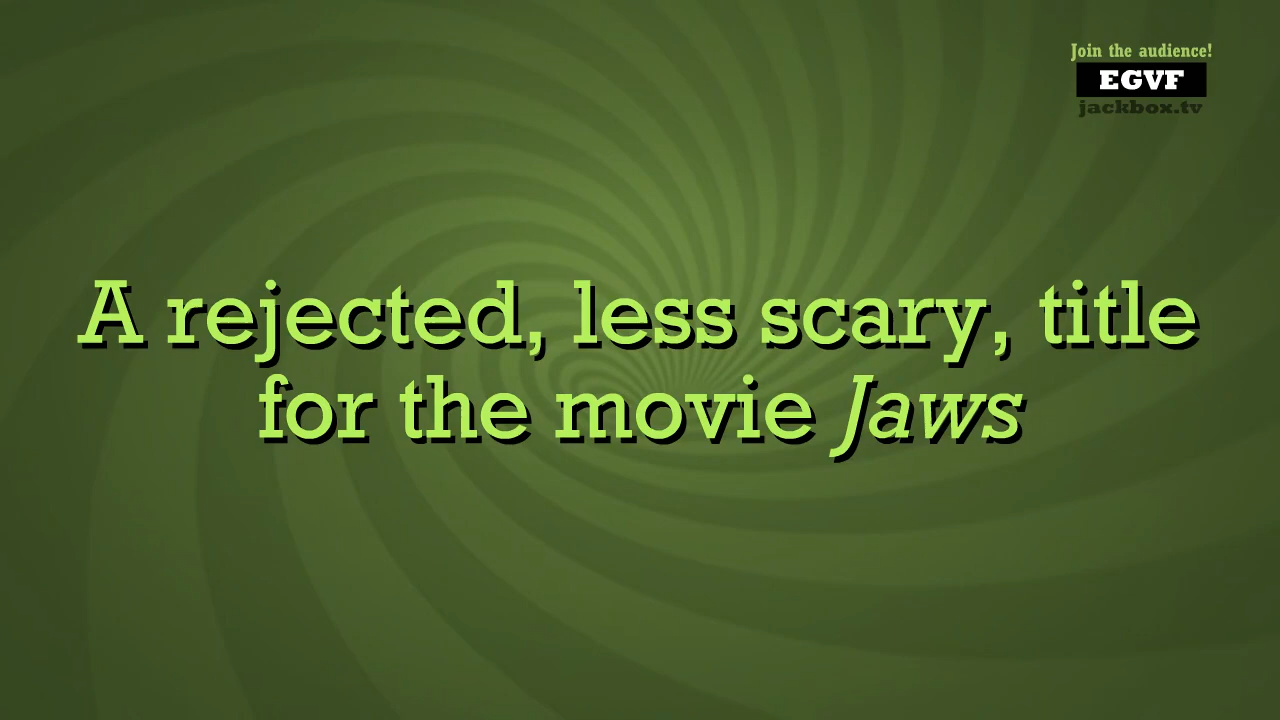 Join the audience!
EGVF
jackbox.tv
A rejected, less scary, title
for the movie Jaws